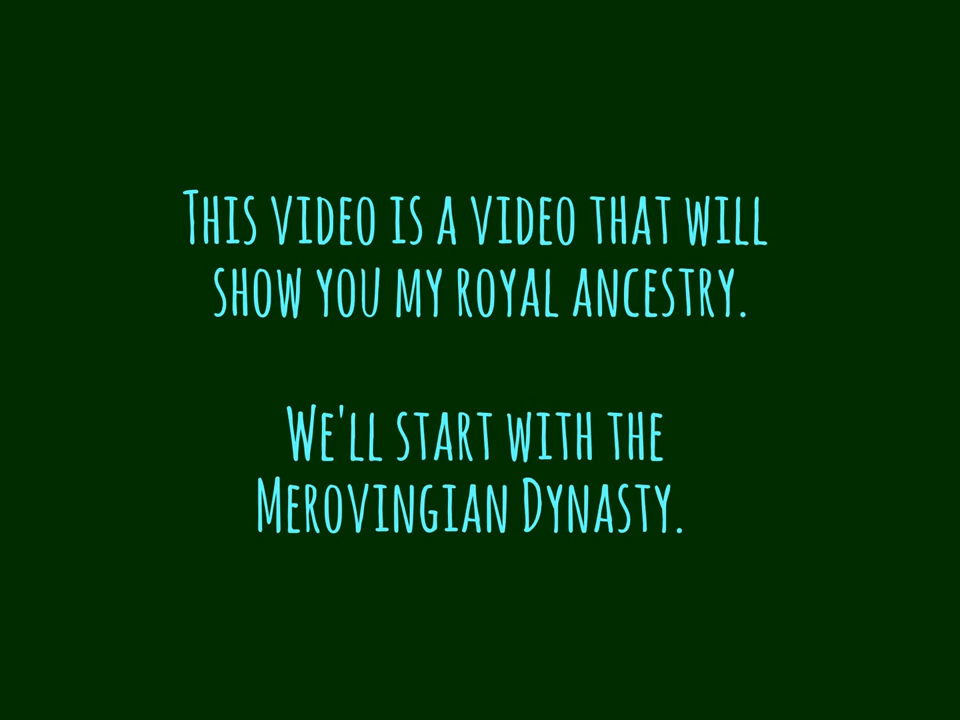 This video is a video that will
show you my royal ancestry.
We'll start with the
Merovingian Dynasty.